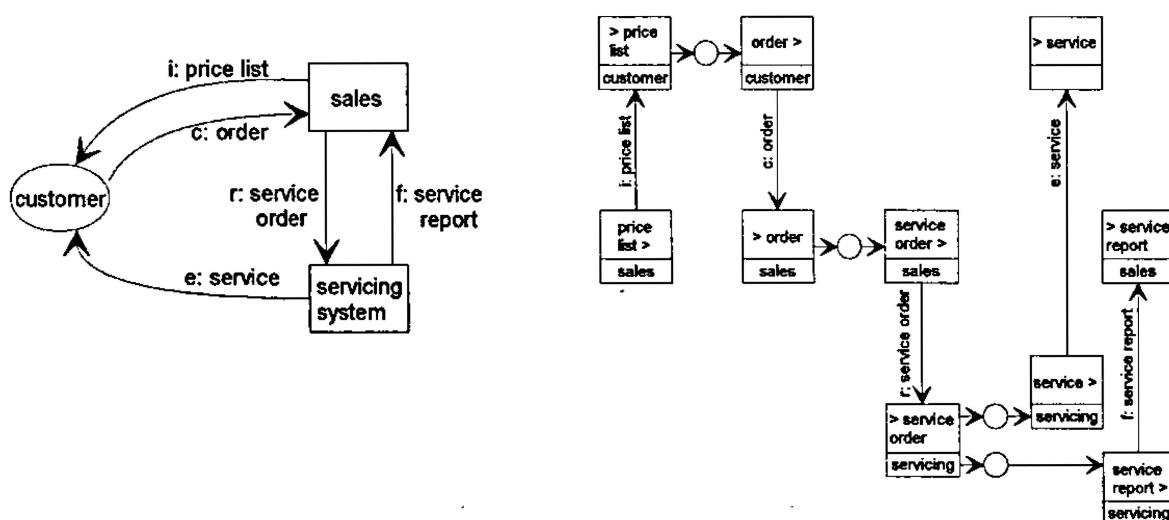 i: price list
sales
c: order
customer
r: service
order
f: service
report
e: service
servicing
system
> price
list
customer
order >
customer
> service
i: price list
c: order
e: service
price
list >
sales
> order
sales
service
order >
sales
> service
report
sales
r: service order
f: service report
service >
servicing
> service
order
servicing
service
report >
servicing